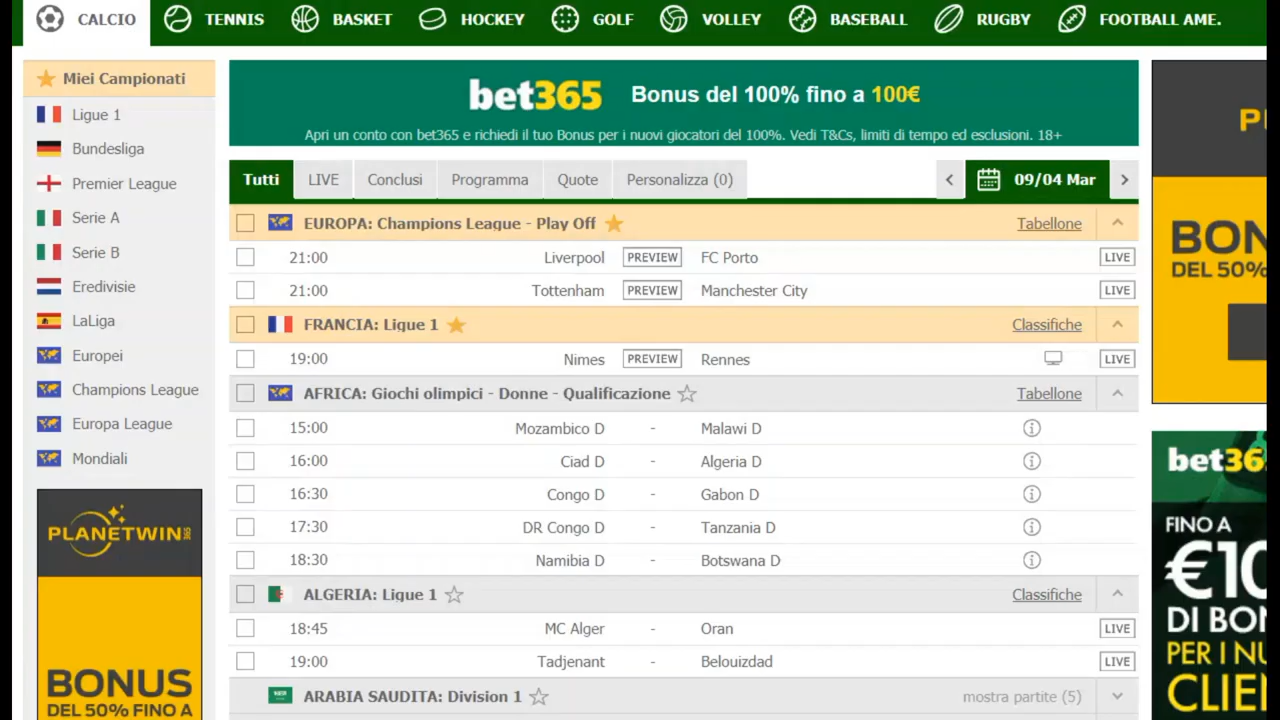 CALCIO TENNIS BASKET HOCKEY GOLF VOLLEY BASEBALL RUGBY FOOTBALL AME.
Miei Campionati
Ligue 1
Bundesliga
Premier League
Serie A
Serie B
Eredivisie
LaLiga
Europei
Champions League
Europa League
Mondiali
PLANETWIN365
BONUS
DEL 50% FINO A
bet365 Bonus del 100% fino a 100€
Apri un conto con bet365 e richiedi il tuo Bonus per i nuovi giocatori del 100%. Vedi T&Cs, limiti di tempo ed esclusioni. 18+
Tutti LIVE Conclusi Programma Quote Personalizza (0) 09/04 Mar
EUROPA: Champions League - Play Off Tabellone
21:00 Liverpool PREVIEW FC Porto LIVE
21:00 Tottenham PREVIEW Manchester City LIVE
FRANCIA: Ligue 1 Classifiche
19:00 Nimes PREVIEW Rennes LIVE
AFRICA: Giochi olimpici - Donne - Qualificazione Tabellone
15:00 Mozambico D - Malawi D
16:00 Ciad D - Algeria D
16:30 Congo D - Gabon D
17:30 DR Congo D - Tanzania D
18:30 Namibia D - Botswana D
ALGERIA: Ligue 1 Classifiche
18:45 MC Alger - Oran LIVE
19:00 Tadjenant - Belouizdad LIVE
ARABIA SAUDITA: Division 1 mostra partite (5)
P
BON
DEL 50%
bet36
FINO A
€10
DI BON
PER I NU
CLIEN